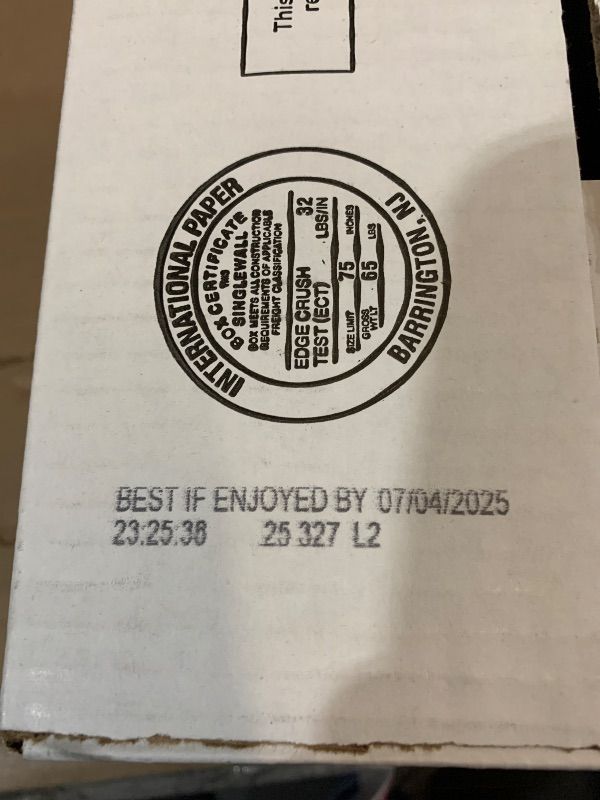 This
re
INTERNATIONAL PAPER
BOX CERTIFICATE
THIS
SINGLEWALL
BOX MEETS ALL CONSTRUCTION
REQUIREMENTS OF APPLICABLE
FREIGHT CLASSIFICATION
EDGE CRUSH 32
TEST (ECT) LBS/IN
SIZE LIMIT 75 INCHES
GROSS 65 LBS
WT LT
BARRINGTON, NJ
BEST IF ENJOYED BY 07/04/2025
23:25:38 25 327 L2